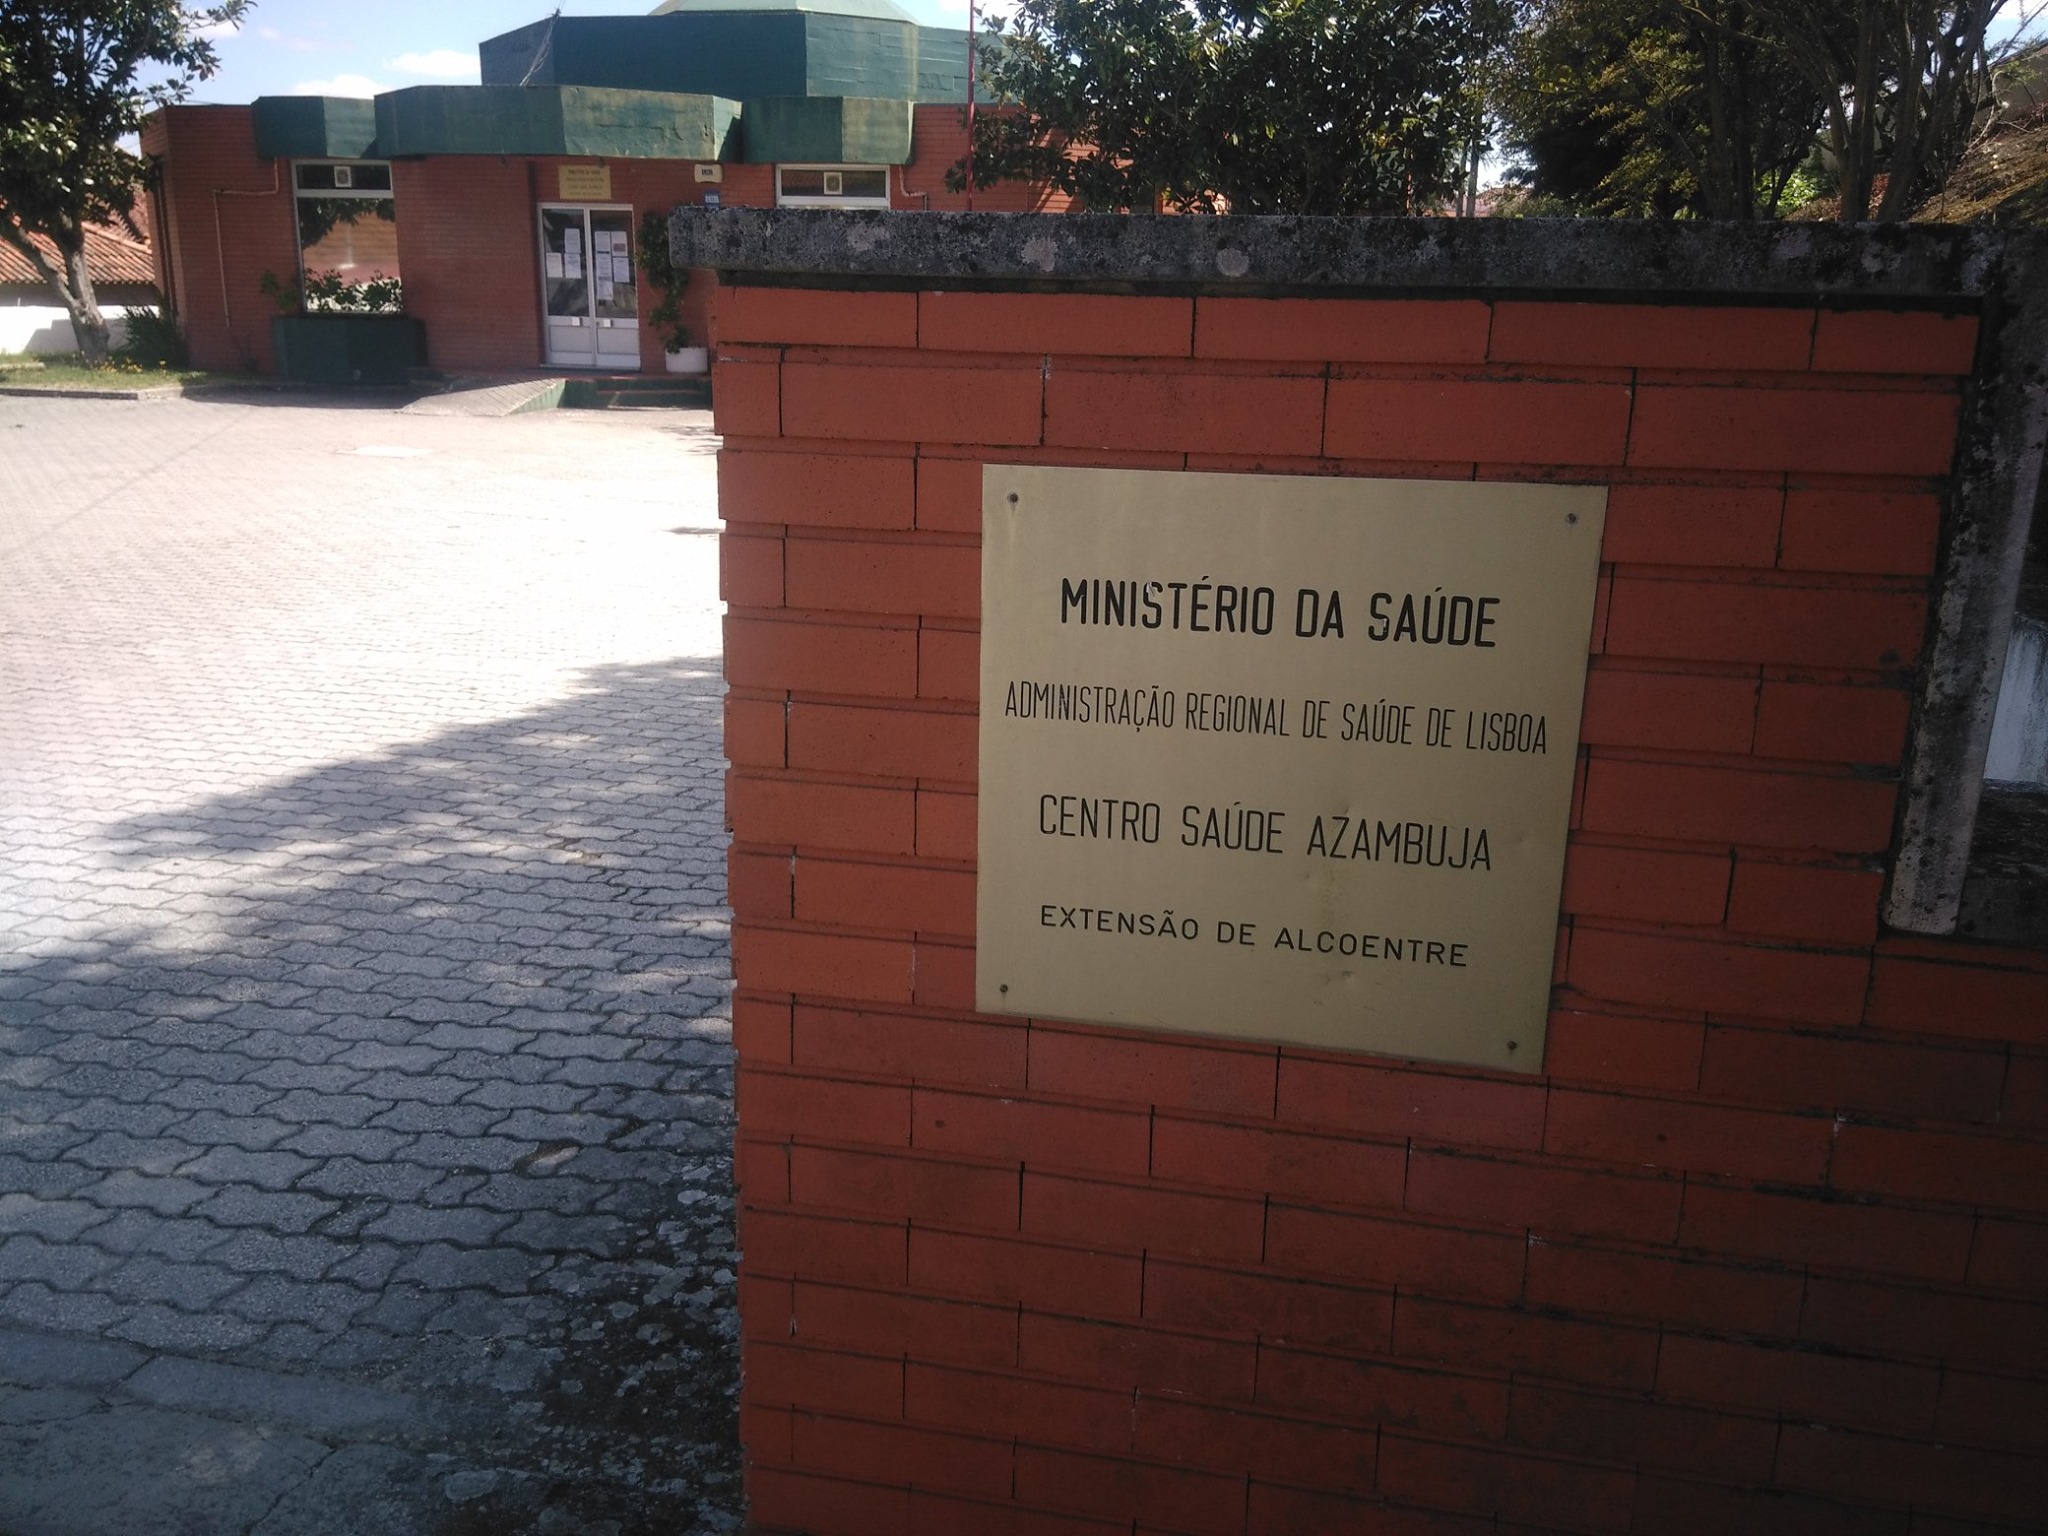 MINISTÉRIO DA SAÚDE
ADMINISTRAÇÃO REGIONAL DE SAÚDE DE LISBOA
CENTRO SAÚDE AZAMBUJA
EXTENSÃO DE ALCOENTRE